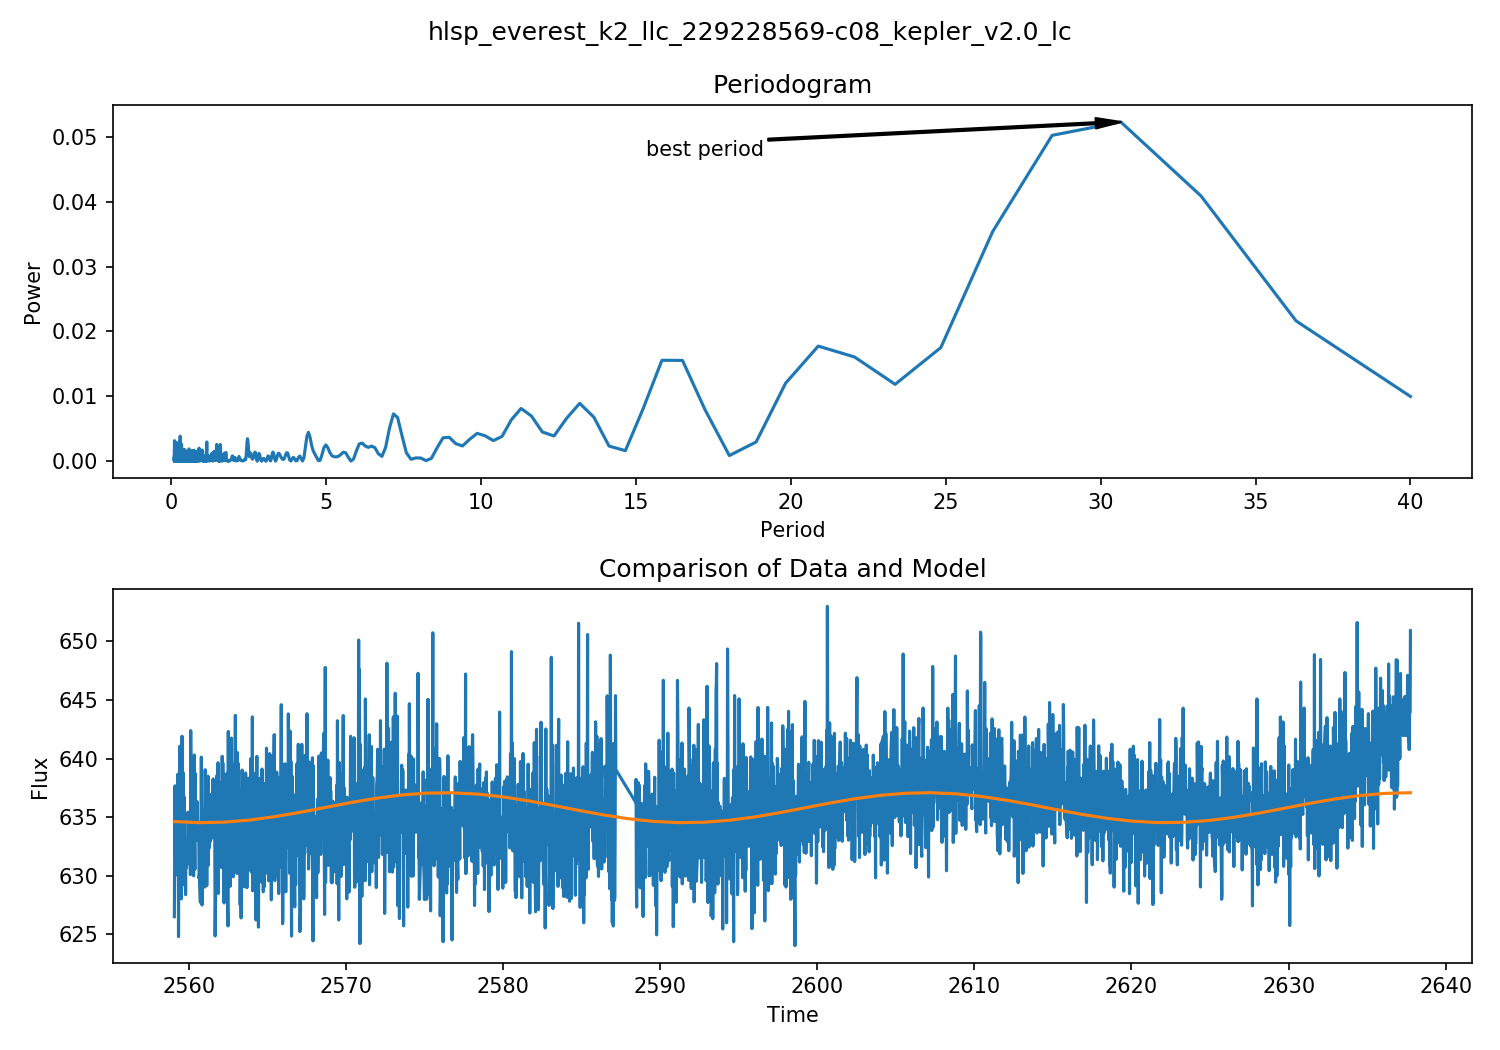 hlsp_everest_k2_llc_229228569-c08_kepler_v2.0_lc
Periodogram
0.05
0.04
0.03
0.02
0.01
0.00
Power
best period
0 5 10 15 20 25 30 35 40
Period
Comparison of Data and Model
650
645
640
635
630
625
Flux
2560 2570 2580 2590 2600 2610 2620 2630 2640
Time